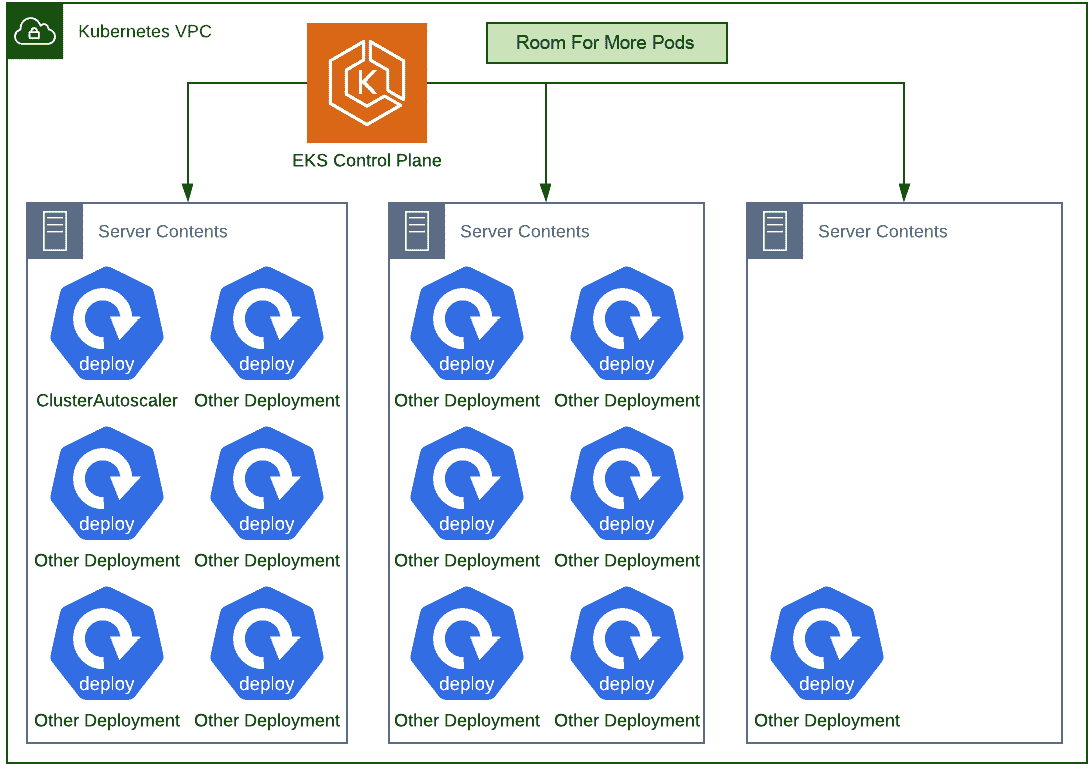 Kubernetes VPC
Room For More Pods
K
EKS Control Plane
Server Contents
Server Contents
Server Contents
deploy
deploy
deploy
deploy
ClusterAutoscaler
Other Deployment
Other Deployment
Other Deployment
deploy
deploy
deploy
deploy
Other Deployment
Other Deployment
Other Deployment
Other Deployment
deploy
deploy
deploy
deploy
deploy
Other Deployment
Other Deployment
Other Deployment
Other Deployment
Other Deployment